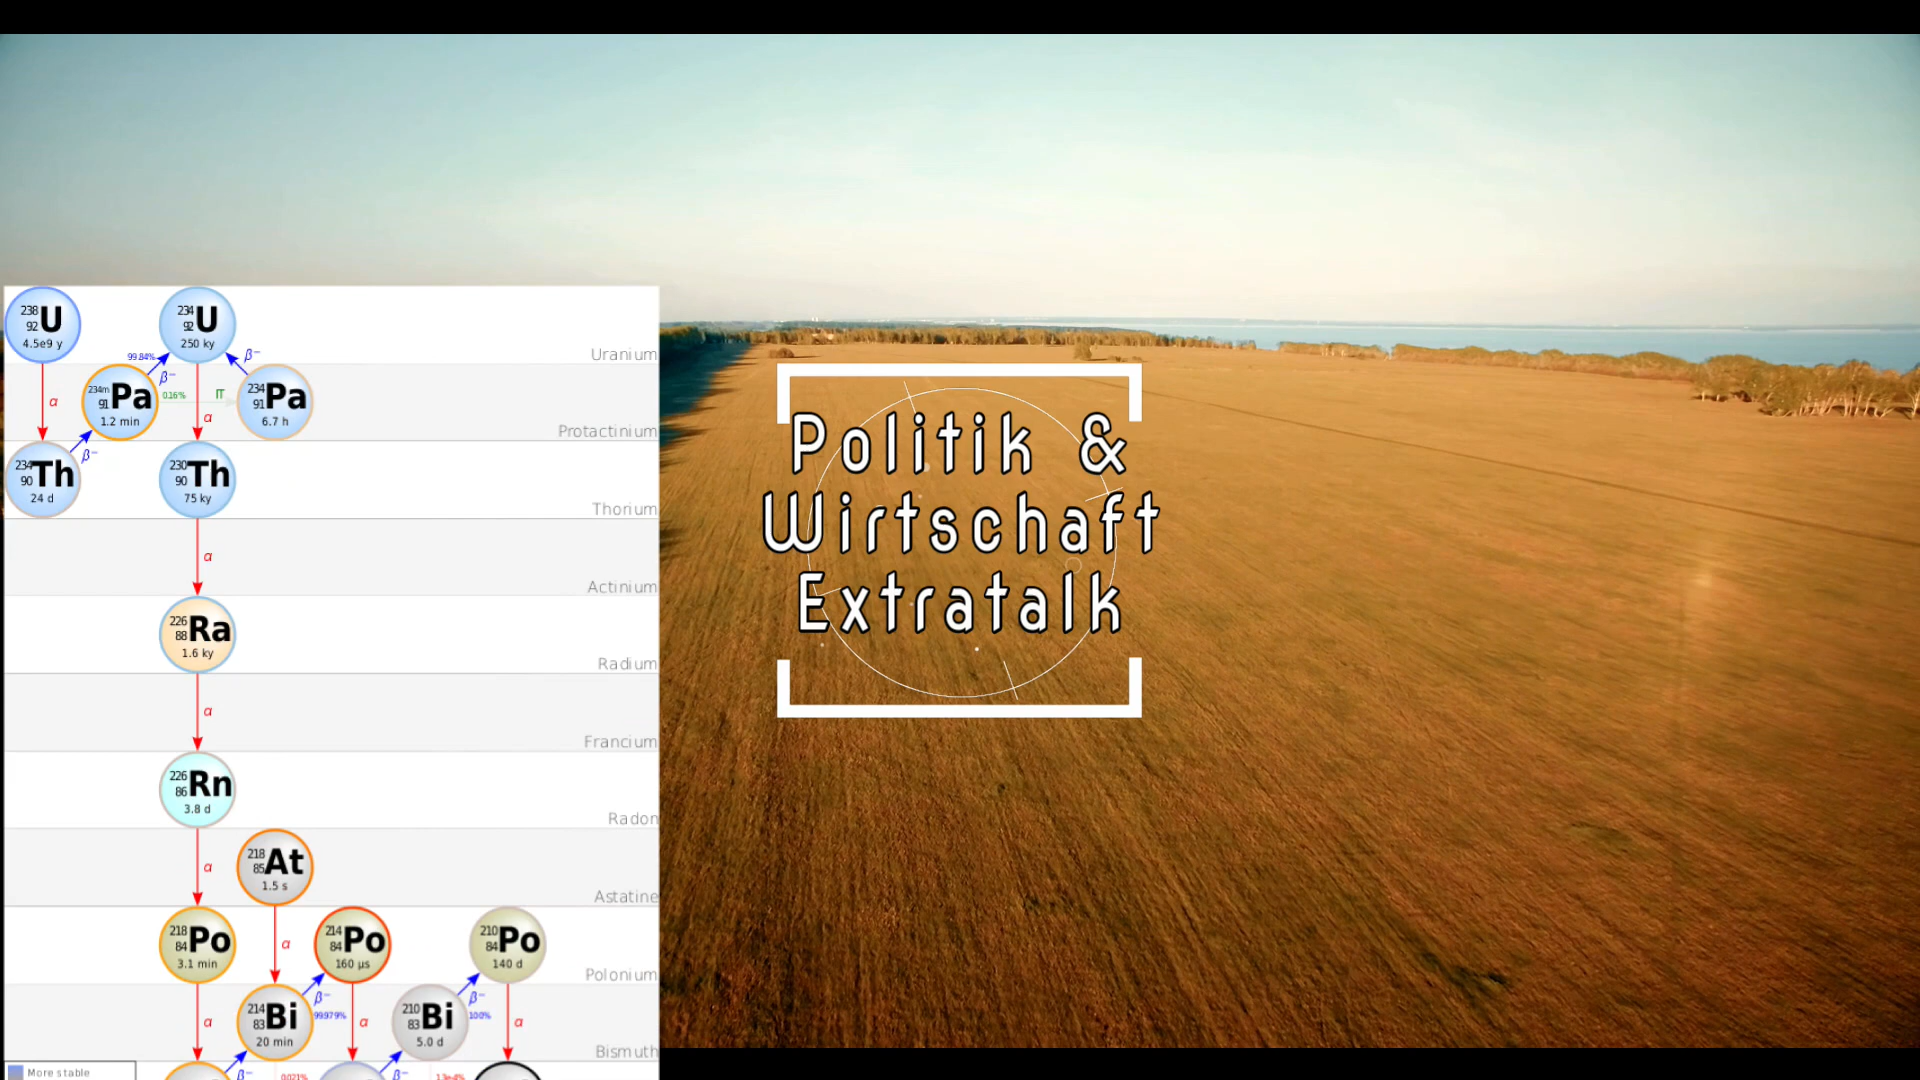 Politik &
Wirtschaft
Extratalk
238 92 U 4.5e9 y
234 92 U 250 ky
Uranium
99.84% β⁻
β⁻
α
234m 91 Pa 1.2 min
0.16% IT
α
234 91 Pa 6.7 h
Protactinium
β⁻
234 90 Th 24 d
230 90 Th 75 ky
Thorium
α
Actinium
226 88 Ra 1.6 ky
Radium
α
Francium
226 86 Rn 3.8 d
Radon
α
218 85 At 1.5 s
Astatine
218 84 Po 3.1 min
α
214 84 Po 160 µs
210 84 Po 140 d
Polonium
β⁻ 99.979%
β⁻ 100%
α
214 83 Bi 20 min
α
210 83 Bi 5.0 d
α
Bismuth
More stable
β⁻
0.021%
β⁻